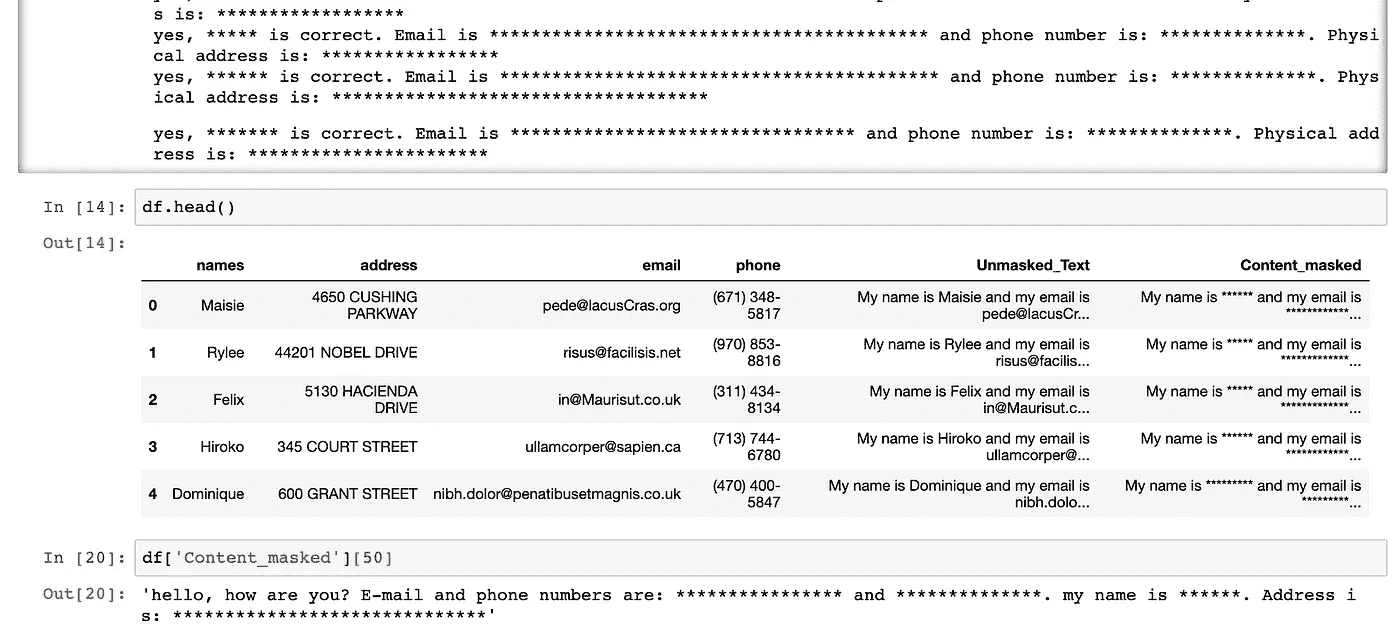 s is: ******************
yes, ***** is correct. Email is ****************************************** and phone number is: **************. Physi
cal address is: *****************
yes, ****** is correct. Email is ****************************************** and phone number is: **************. Phys
ical address is: ************************************
yes, ******* is correct. Email is ********************************* and phone number is: **************. Physical add
ress is: ***********************
In [14]: df.head()
Out[14]:
names address email phone Unmasked_Text Content_masked
0 Maisie 4650 CUSHING PARKWAY pede@lacusCras.org (671) 348-5817 My name is Maisie and my email is pede@lacusCr... My name is ****** and my email is ************...
1 Rylee 44201 NOBEL DRIVE risus@facilisis.net (970) 853-8816 My name is Rylee and my email is risus@facilis... My name is ***** and my email is *************...
2 Felix 5130 HACIENDA DRIVE in@Maurisut.co.uk (311) 434-8134 My name is Felix and my email is in@Maurisut.c... My name is ***** and my email is *************...
3 Hiroko 345 COURT STREET ullamcorper@sapien.ca (713) 744-6780 My name is Hiroko and my email is ullamcorper@... My name is ****** and my email is ************...
4 Dominique 600 GRANT STREET nibh.dolor@penatibusetmagnis.co.uk (470) 400-5847 My name is Dominique and my email is nibh.dolo... My name is ********* and my email is *********...
In [20]: df['Content_masked'][50]
Out[20]: 'hello, how are you? E-mail and phone numbers are: **************** and **************. my name is ******. Address i
s: ******************************'